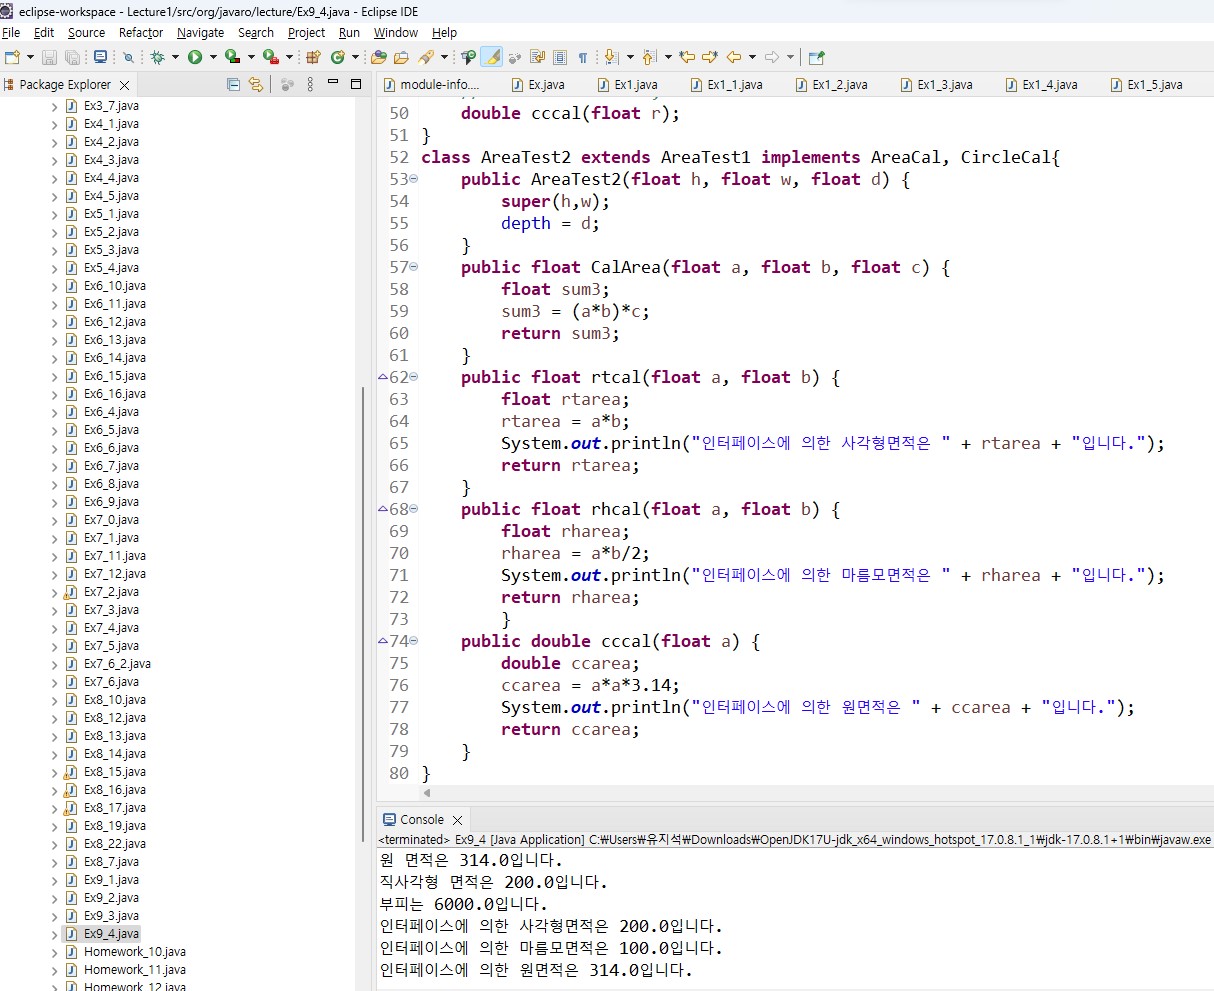 eclipse-workspace - Lecture1/src/org/javaro/lecture/Ex9_4.java - Eclipse IDE
File Edit Source Refactor Navigate Search Project Run Window Help
Package Explorer
Ex3_7.java
Ex4_1.java
Ex4_2.java
Ex4_3.java
Ex4_4.java
Ex4_5.java
Ex5_1.java
Ex5_2.java
Ex5_3.java
Ex5_4.java
Ex6_10.java
Ex6_11.java
Ex6_12.java
Ex6_13.java
Ex6_14.java
Ex6_15.java
Ex6_16.java
Ex6_4.java
Ex6_5.java
Ex6_6.java
Ex6_7.java
Ex6_8.java
Ex6_9.java
Ex7_0.java
Ex7_1.java
Ex7_11.java
Ex7_12.java
Ex7_2.java
Ex7_3.java
Ex7_4.java
Ex7_5.java
Ex7_6_2.java
Ex7_6.java
Ex8_10.java
Ex8_12.java
Ex8_13.java
Ex8_14.java
Ex8_15.java
Ex8_16.java
Ex8_17.java
Ex8_19.java
Ex8_22.java
Ex8_7.java
Ex9_1.java
Ex9_2.java
Ex9_3.java
Ex9_4.java
Homework_10.java
Homework_11.java
Homework_12.java
module-info.... Ex.java Ex1.java Ex1_1.java Ex1_2.java Ex1_3.java Ex1_4.java Ex1_5.java
50 double cccal(float r);
51 }
52 class AreaTest2 extends AreaTest1 implements AreaCal, CircleCal{
53 public AreaTest2(float h, float w, float d) {
54 super(h,w);
55 depth = d;
56 }
57 public float CalArea(float a, float b, float c) {
58 float sum3;
59 sum3 = (a*b)*c;
60 return sum3;
61 }
62 public float rtcal(float a, float b) {
63 float rtarea;
64 rtarea = a*b;
65 System.out.println("인터페이스에 의한 사각형면적은 " + rtarea + "입니다.");
66 return rtarea;
67 }
68 public float rhcal(float a, float b) {
69 float rharea;
70 rharea = a*b/2;
71 System.out.println("인터페이스에 의한 마름모면적은 " + rharea + "입니다.");
72 return rharea;
73 }
74 public double cccal(float a) {
75 double ccarea;
76 ccarea = a*a*3.14;
77 System.out.println("인터페이스에 의한 원면적은 " + ccarea + "입니다.");
78 return ccarea;
79 }
80 }
Console
<terminated> Ex9_4 [Java Application] C:₩Users₩유지석₩Downloads₩OpenJDK17U-jdk_x64_windows_hotspot_17.0.8.1_1₩jdk-17.0.8.1+1₩bin₩javaw.exe
원 면적은 314.0입니다.
직사각형 면적은 200.0입니다.
부피는 6000.0입니다.
인터페이스에 의한 사각형면적은 200.0입니다.
인터페이스에 의한 마름모면적은 100.0입니다.
인터페이스에 의한 원면적은 314.0입니다.